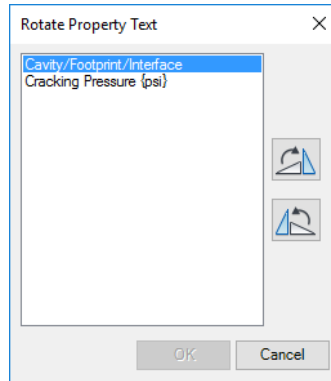 Rotate Property Text
Cavity/Footprint/Interface
Cracking Pressure {psi}
OK
Cancel